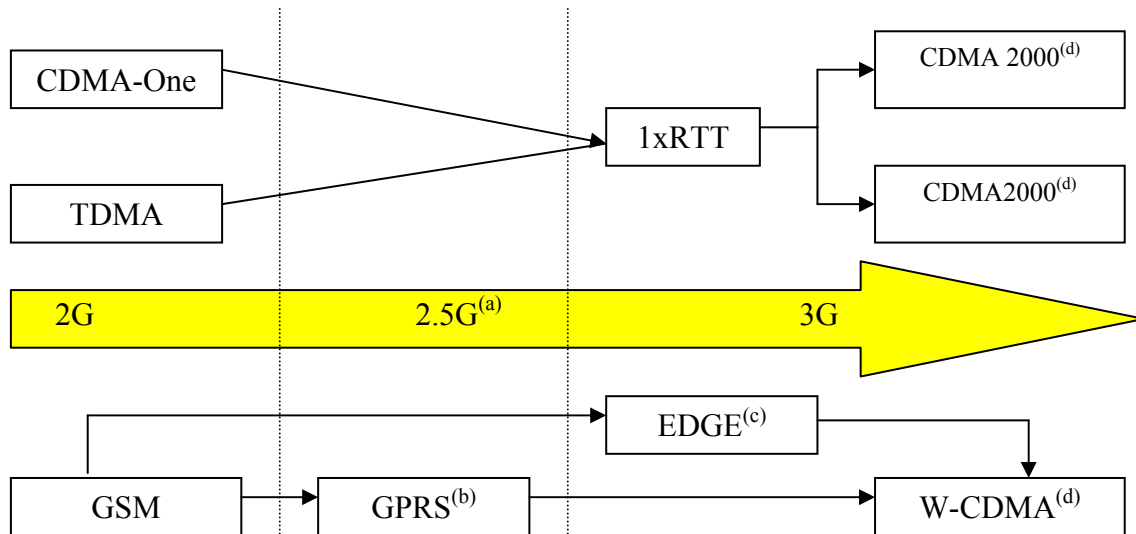 CDMA 2000(d)
CDMA-One
1xRTT
TDMA
CDMA2000(d)
2G 2.5G(a) 3G
EDGE(c)
GSM GPRS(b) W-CDMA(d)